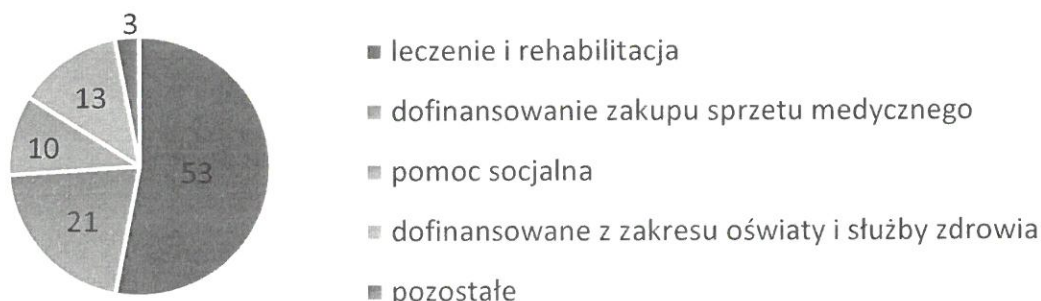 3
13
10
53
21
leczenie i rehabilitacja
dofinansowanie zakupu sprzetu medycznego
pomoc socjalna
dofinansowane z zakresu oświaty i służby zdrowia
pozostałe